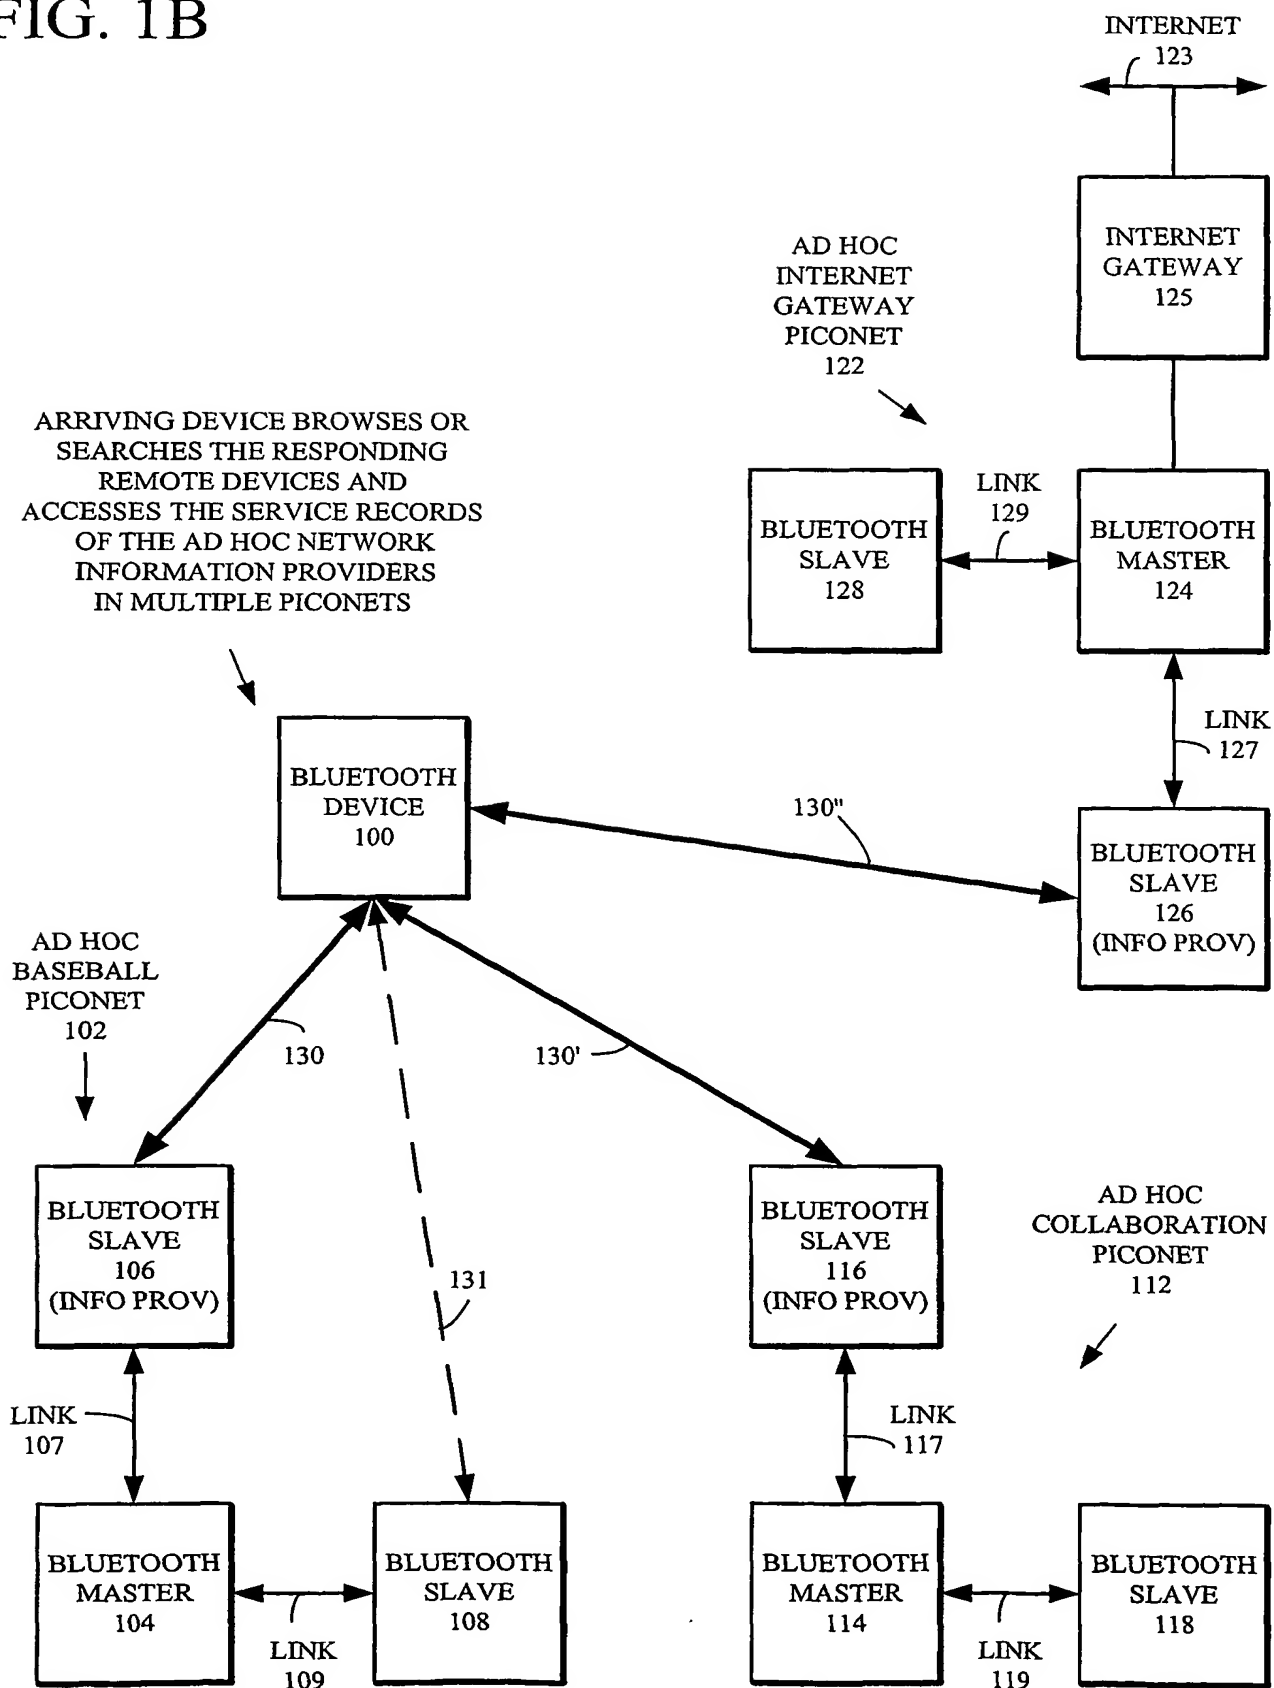 FIG. 1B
INTERNET
123
INTERNET
GATEWAY
125
AD HOC
INTERNET
GATEWAY
PICONET
122
ARRIVING DEVICE BROWSES OR
SEARCHES THE RESPONDING
REMOTE DEVICES AND
ACCESSES THE SERVICE RECORDS
OF THE AD HOC NETWORK
INFORMATION PROVIDERS
IN MULTIPLE PICONETS
BLUETOOTH
SLAVE
128
LINK
129
BLUETOOTH
MASTER
124
LINK
127
BLUETOOTH
DEVICE
100
130"
BLUETOOTH
SLAVE
126
(INFO PROV)
AD HOC
BASEBALL
PICONET
102
130
130'
BLUETOOTH
SLAVE
106
(INFO PROV)
131
BLUETOOTH
SLAVE
116
(INFO PROV)
AD HOC
COLLABORATION
PICONET
112
LINK
107
LINK
117
BLUETOOTH
MASTER
104
LINK
109
BLUETOOTH
SLAVE
108
BLUETOOTH
MASTER
114
LINK
119
BLUETOOTH
SLAVE
118